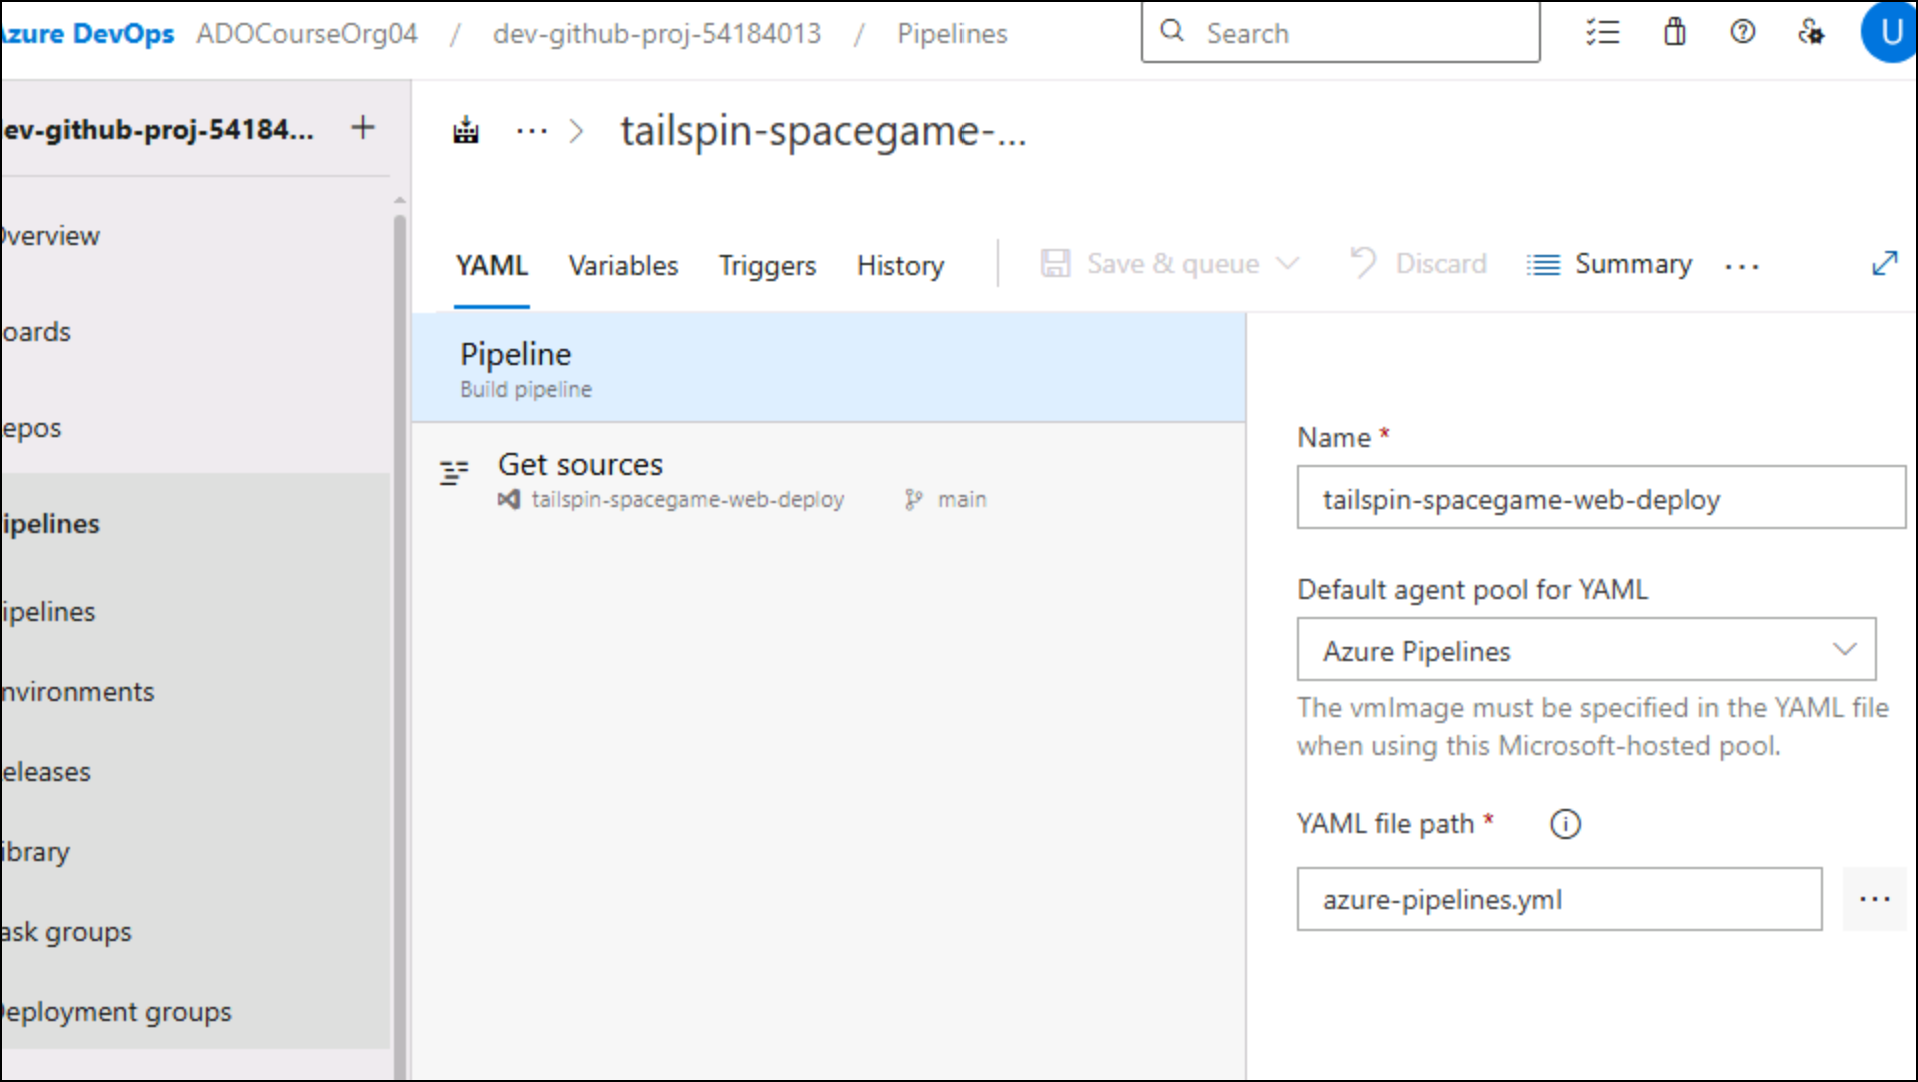 zure DevOps ADOCourseOrg04 / dev-github-proj-54184013 / Pipelines Search U
ev-github-proj-54184... +
··· > tailspin-spacegame-...
YAML Variables Triggers History Save & queue Discard Summary ···
verview
oards
epos
ipelines
ipelines
nvironments
eleases
ibrary
ask groups
eployment groups
Pipeline
Build pipeline
Get sources
tailspin-spacegame-web-deploy main
Name *
tailspin-spacegame-web-deploy
Default agent pool for YAML
Azure Pipelines
The vmImage must be specified in the YAML file
when using this Microsoft-hosted pool.
YAML file path *
azure-pipelines.yml ···